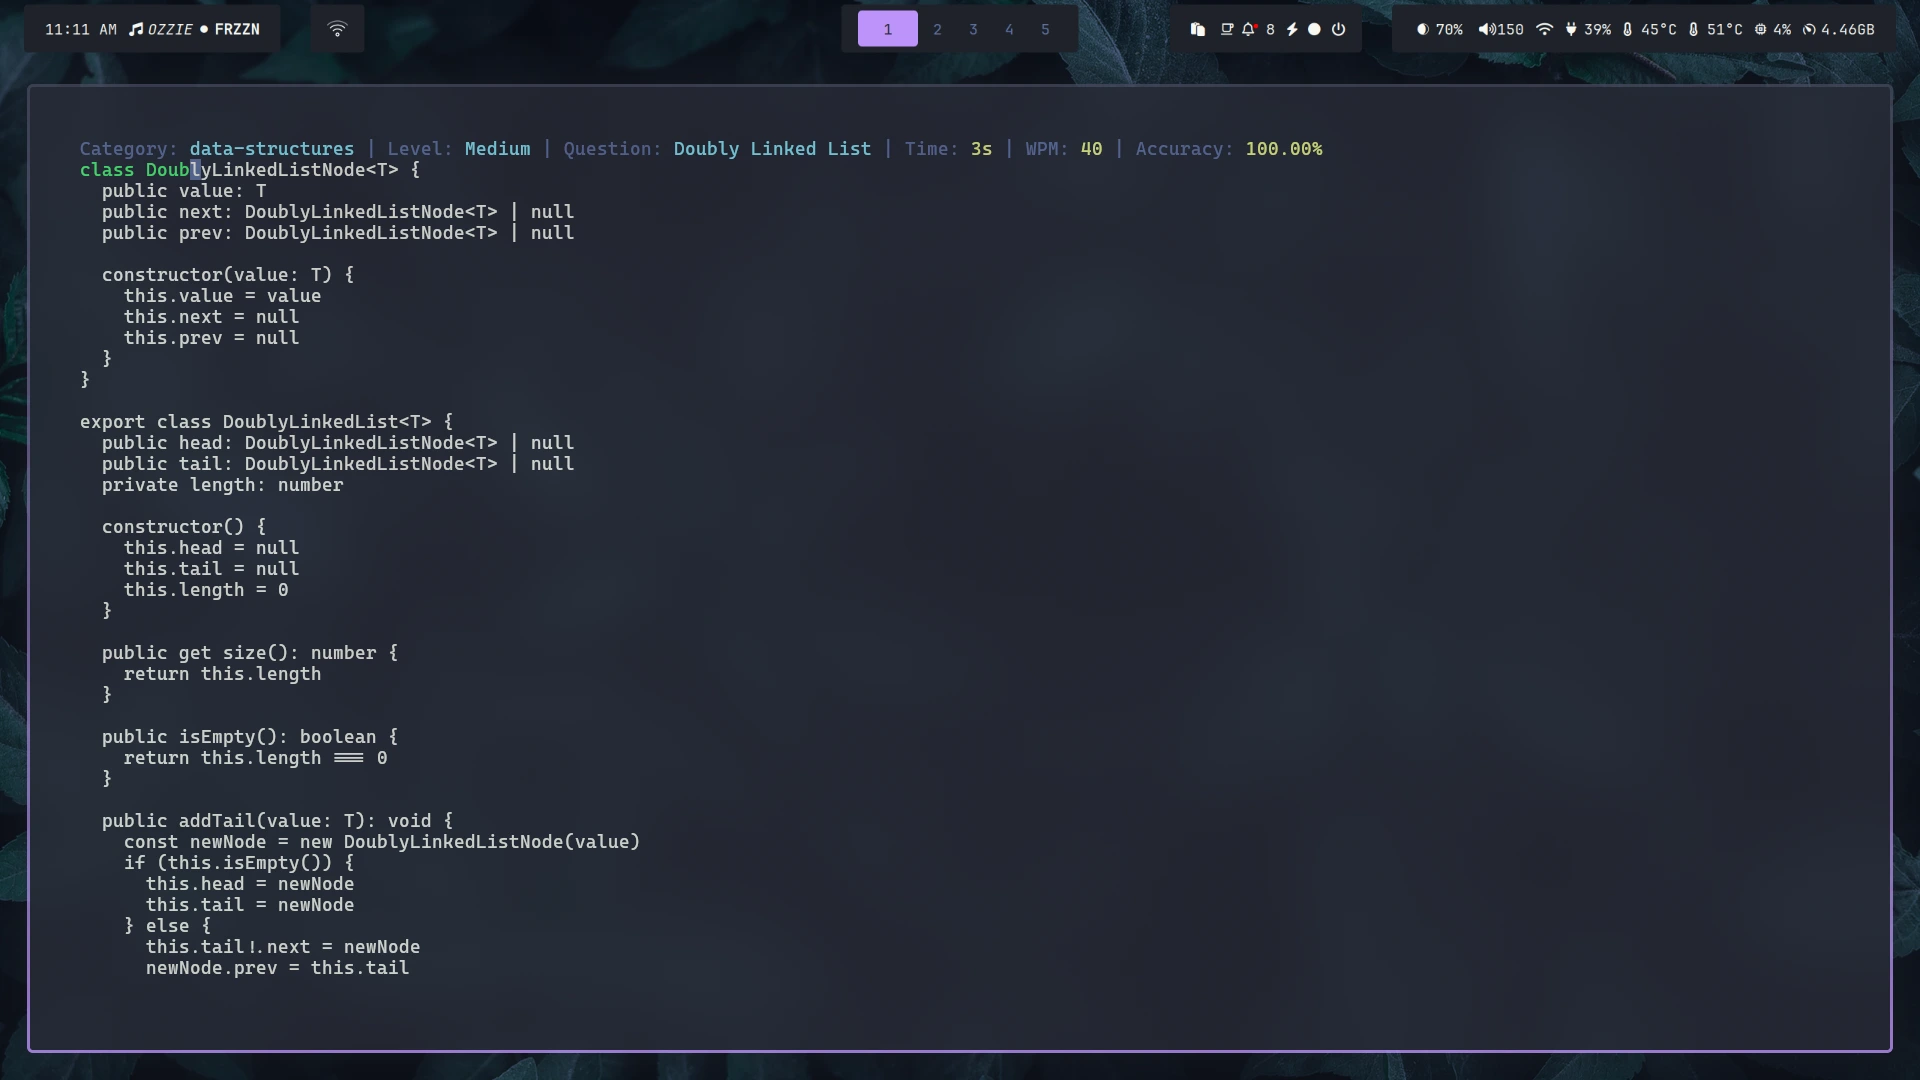 11:11 AM OZZIE ● FRZZN
1 2 3 4 5
8
70% 150 39% 45°C 51°C 4% 4.46GB
Category: data-structures | Level: Medium | Question: Doubly Linked List | Time: 3s | WPM: 40 | Accuracy: 100.00%
class DoublyLinkedListNode<T> {
  public value: T
  public next: DoublyLinkedListNode<T> | null
  public prev: DoublyLinkedListNode<T> | null

  constructor(value: T) {
    this.value = value
    this.next = null
    this.prev = null
  }
}

export class DoublyLinkedList<T> {
  public head: DoublyLinkedListNode<T> | null
  public tail: DoublyLinkedListNode<T> | null
  private length: number

  constructor() {
    this.head = null
    this.tail = null
    this.length = 0
  }

  public get size(): number {
    return this.length
  }

  public isEmpty(): boolean {
    return this.length === 0
  }

  public addTail(value: T): void {
    const newNode = new DoublyLinkedListNode(value)
    if (this.isEmpty()) {
      this.head = newNode
      this.tail = newNode
    } else {
      this.tail!.next = newNode
      newNode.prev = this.tail